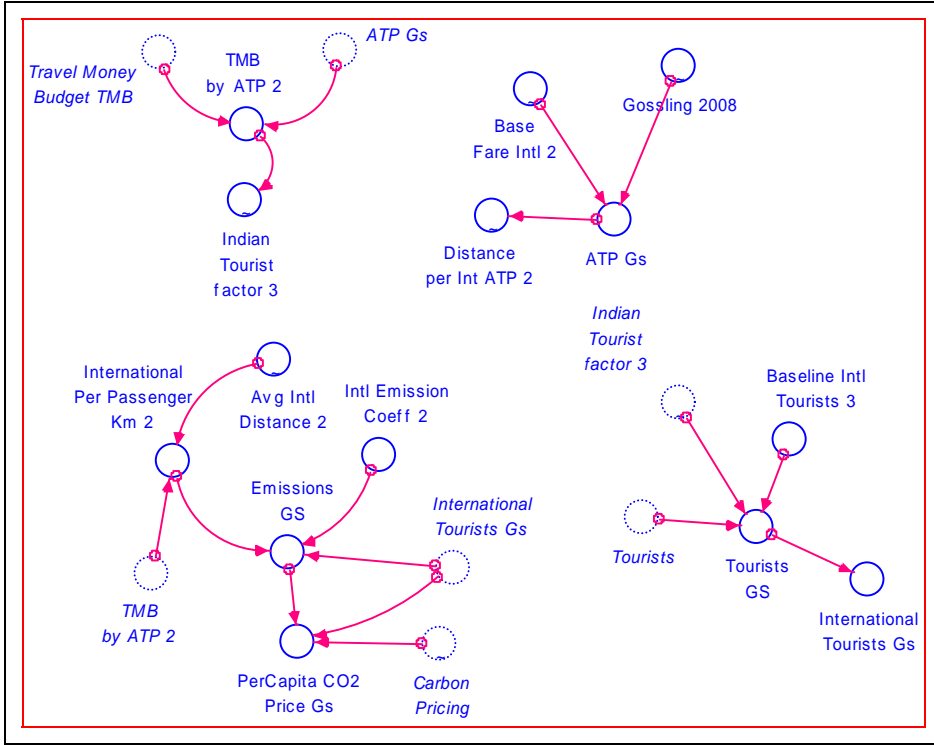 Travel Money
Budget TMB
TMB
by ATP 2
ATP Gs
Indian
Tourist
factor 3
Base
Fare Intl 2
Gossling 2008
Distance
per Int ATP 2
ATP Gs
International
Per Passenger
Km 2
Avg Intl
Distance 2
Intl Emission
Coeff 2
Emissions
GS
International
Tourists Gs
TMB
by ATP 2
PerCapita CO2
Price Gs
Carbon
Pricing
Indian
Tourist
factor 3
Baseline Intl
Tourists 3
Tourists
Tourists
GS
International
Tourists Gs